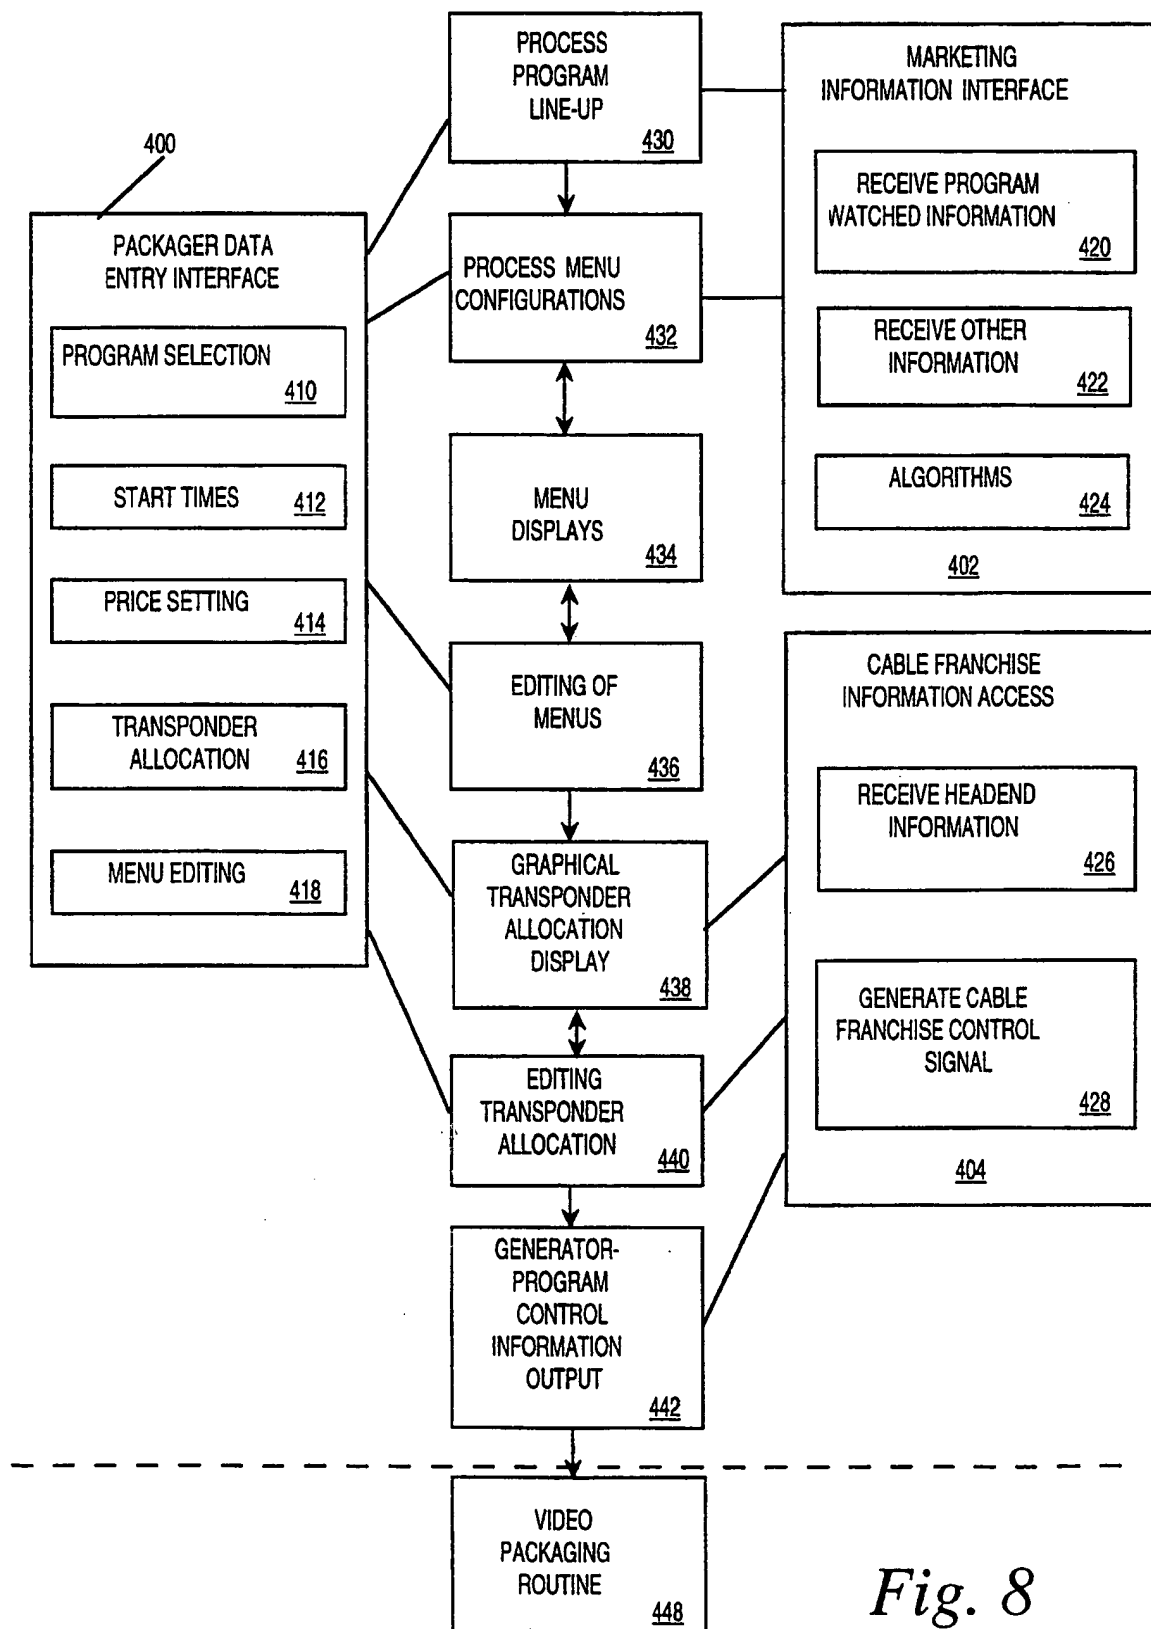 400
PACKAGER DATA
ENTRY INTERFACE
PROGRAM SELECTION
410
START TIMES
412
PRICE SETTING
414
TRANSPONDER
ALLOCATION
416
MENU EDITING
418
PROCESS
PROGRAM
LINE-UP
430
PROCESS MENU
CONFIGURATIONS
432
MENU
DISPLAYS
434
EDITING OF
MENUS
436
GRAPHICAL
TRANSPONDER
ALLOCATION
DISPLAY
438
EDITING
TRANSPONDER
ALLOCATION
440
GENERATOR-
PROGRAM
CONTROL
INFORMATION
OUTPUT
442
VIDEO
PACKAGING
ROUTINE
448
MARKETING
INFORMATION INTERFACE
RECEIVE PROGRAM
WATCHED INFORMATION
420
RECEIVE OTHER
INFORMATION
422
ALGORITHMS
424
402
CABLE FRANCHISE
INFORMATION ACCESS
RECEIVE HEADEND
INFORMATION
426
GENERATE CABLE
FRANCHISE CONTROL
SIGNAL
428
404
Fig. 8